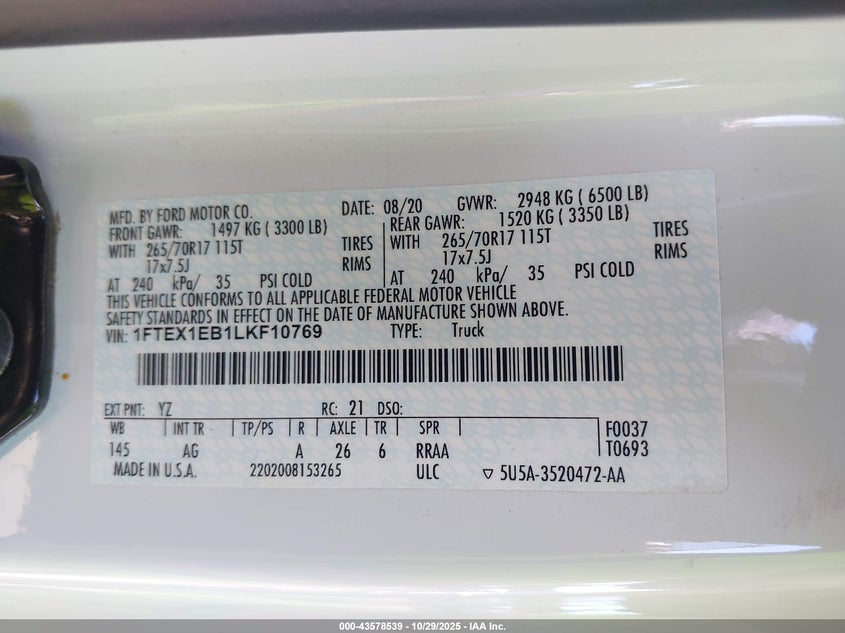 MFD. BY FORD MOTOR CO. DATE: 08/20 GVWR: 2948 KG ( 6500 LB)
FRONT GAWR: 1497 KG ( 3300 LB) REAR GAWR: 1520 KG ( 3350 LB)
WITH 265/70R17 115T TIRES WITH 265/70R17 115T TIRES
17x7.5J RIMS 17x7.5J RIMS
AT 240 kPa/ 35 PSI COLD AT 240 kPa/ 35 PSI COLD
THIS VEHICLE CONFORMS TO ALL APPLICABLE FEDERAL MOTOR VEHICLE
SAFETY STANDARDS IN EFFECT ON THE DATE OF MANUFACTURE SHOWN ABOVE.
VIN: 1FTEX1EB1LKF10769 TYPE: Truck
EXT PNT: YZ RC: 21 DSO:
WB INT TR TP/PS R AXLE TR SPR F0037
145 AG A 26 6 RRAA T0693
MADE IN U.S.A. 2202008153265 ULC ▽ 5U5A-3520472-AA
000-43578539 - 10/29/2025 - IAA Inc.